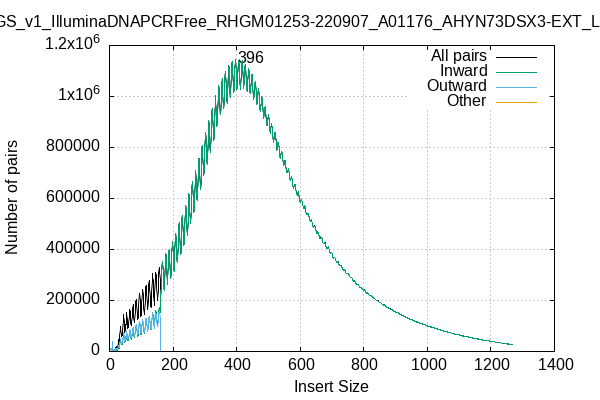 GS_v1_IlluminaDNAPCRFree_RHGM01253-220907_A01176_AHYN73DSX3-EXT_L
1.2x10^6
1x10^6
800000
600000
400000
200000
0
Number of pairs
396
All pairs
Inward
Outward
Other
0 200 400 600 800 1000 1200 1400
Insert Size